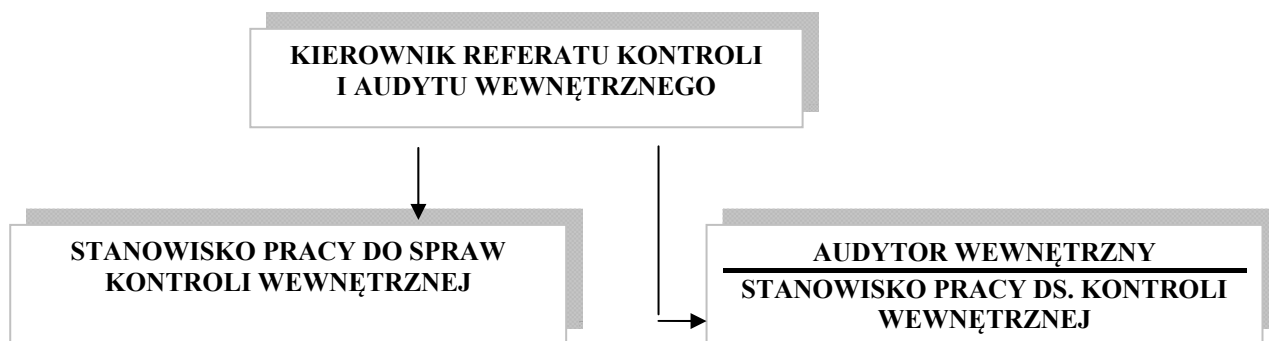 KIEROWNIK REFERATU KONTROLI
I AUDYTU WEWNĘTRZNEGO
STANOWISKO PRACY DO SPRAW
KONTROLI WEWNĘTRZNEJ
AUDYTOR WEWNĘTRZNY
STANOWISKO PRACY DS. KONTROLI
WEWNĘTRZNEJ